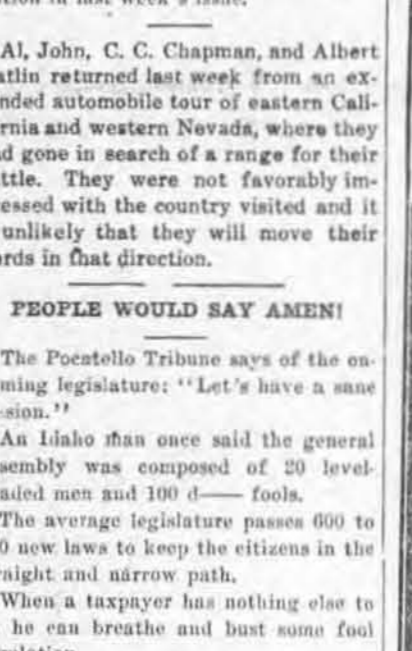 Al, John, C. C. Chapman, and Albert
atlin returned last week from an ex-
nded automobile tour of eastern Cali-
rnia and western Nevada, where they
d gone in search of a range for their
ttle. They were not favorably im-
essed with the country visited and it
unlikely that they will move their
rds in that direction.
PEOPLE WOULD SAY AMEN!
The Pocatello Tribune says of the on-
ming legislature: "Let's have a sane
sion."
An Idaho man once said the general
sembly was composed of 20 level-
aded men and 100 d—— fools.
The average legislature passes 600 to
0 new laws to keep the citizens in the
raight and narrow path.
When a taxpayer has nothing else to
he can breathe and bust some fool